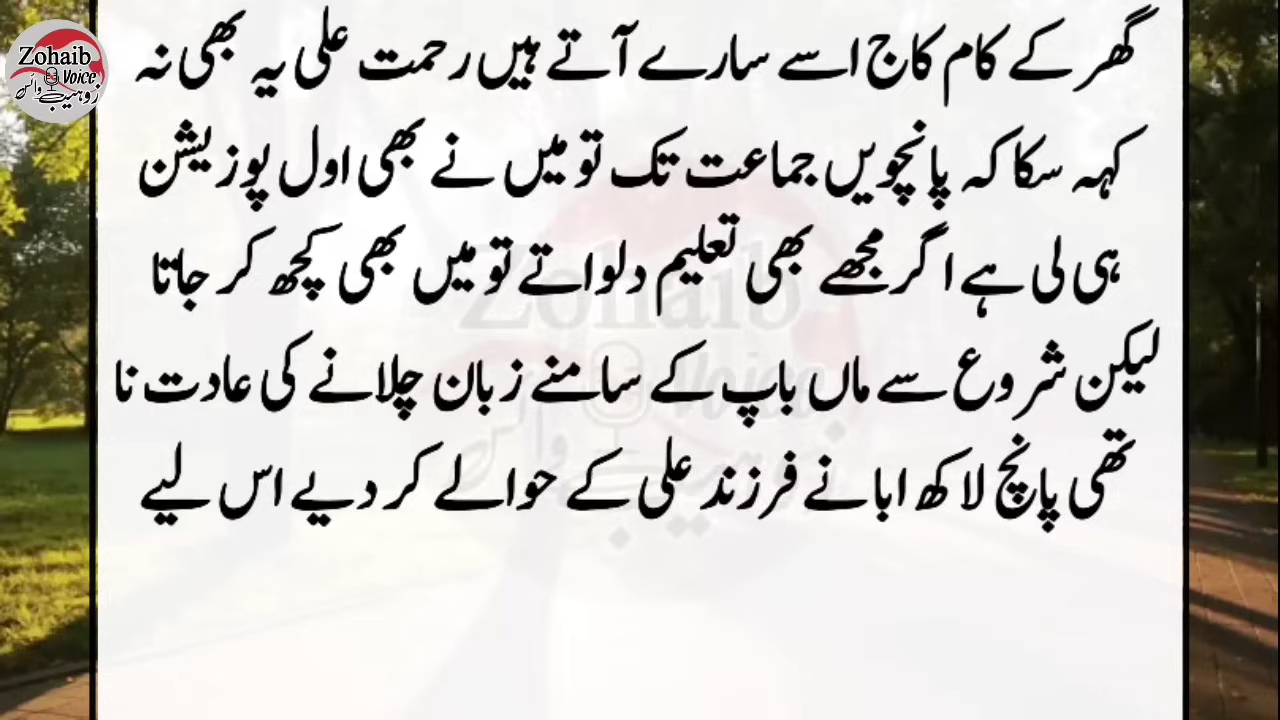 Zohaib
Voice
زوہیب وائس
گھر کے کام کاج اسے سارے آتے ہیں رحمت علی یہ بھی نہ
کہہ سکا کہ پانچویں جماعت تک تو میں نے بھی اول پوزیشن
ہی لی ہے اگر مجھے بھی تعلیم دلواتے تو میں بھی کچھ کر جاتا
لیکن شروع سے ماں باپ کے سامنے زبان چلانے کی عادت نا
تھی پانچ لاکھ ابا نے فرزند علی کے حوالے کر دیے اس لیے